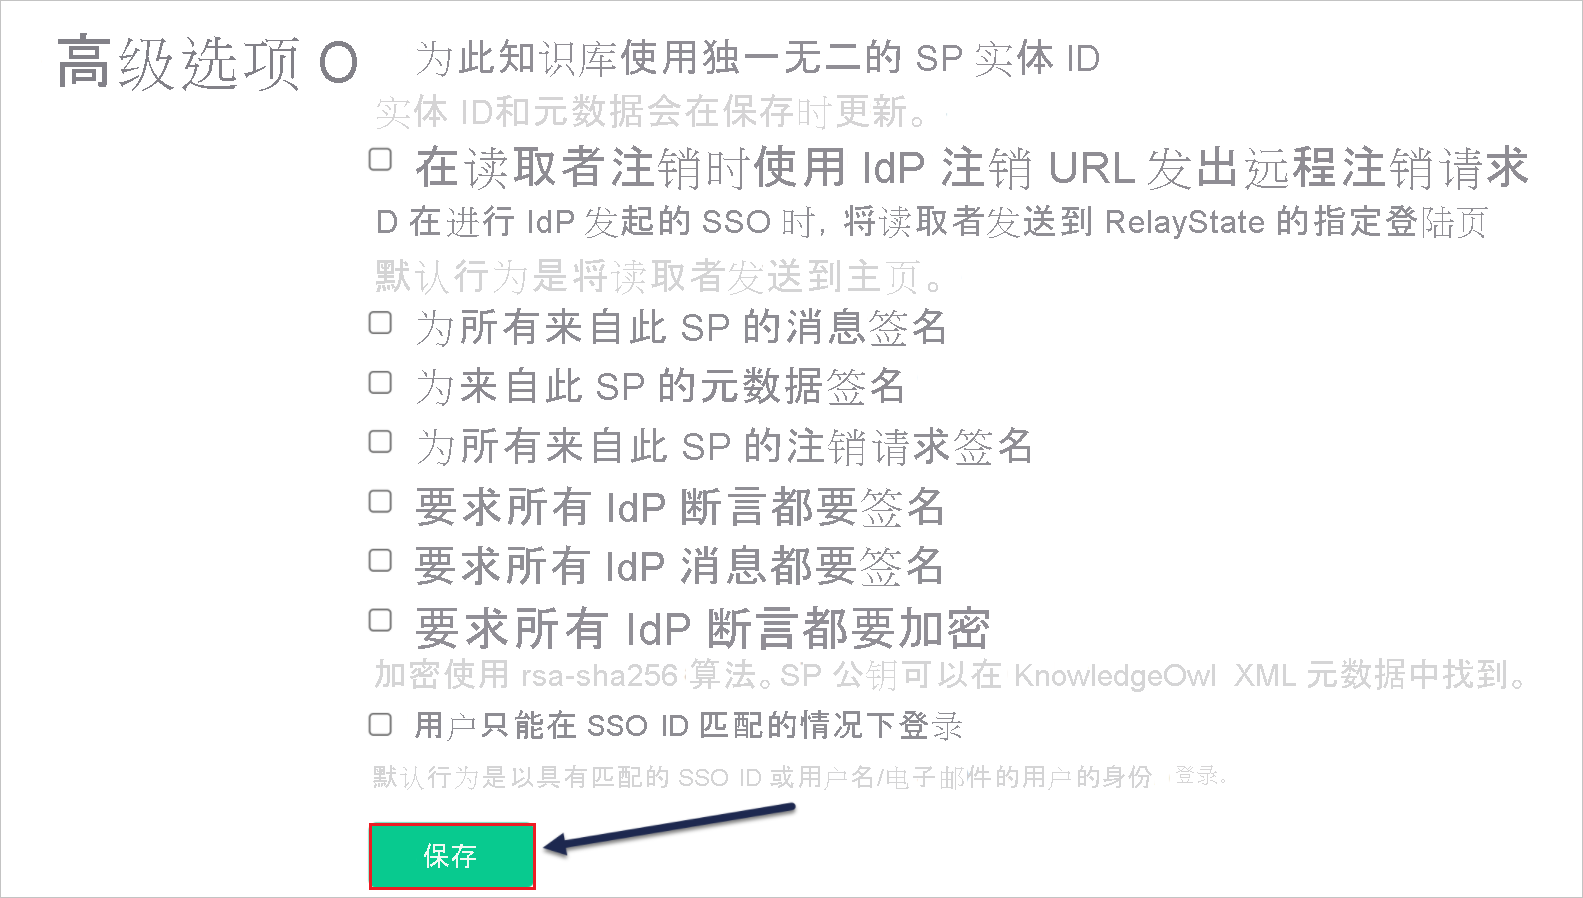 高级选项 O 为此知识库使用独一无二的 SP 实体 ID
实体 ID和元数据会在保存时更新。
在读取者注销时使用 IdP 注销 URL 发出远程注销请求
D 在进行 IdP 发起的 SSO 时, 将读取者发送到 RelayState 的指定登陆页
默认行为是将读取者发送到主页。
为所有来自此 SP 的消息签名
为来自此 SP 的元数据签名
为所有来自此 SP 的注销请求签名
要求所有 IdP 断言都要签名
要求所有 IdP 消息都要签名
要求所有 IdP 断言都要加密
加密使用 rsa-sha256 算法。SP 公钥可以在 KnowledgeOwl XML 元数据中找到。
用户只能在 SSO ID 匹配的情况下登录
默认行为是以具有匹配的 SSO ID 或用户名/电子邮件的用户的身份 登录。
保存